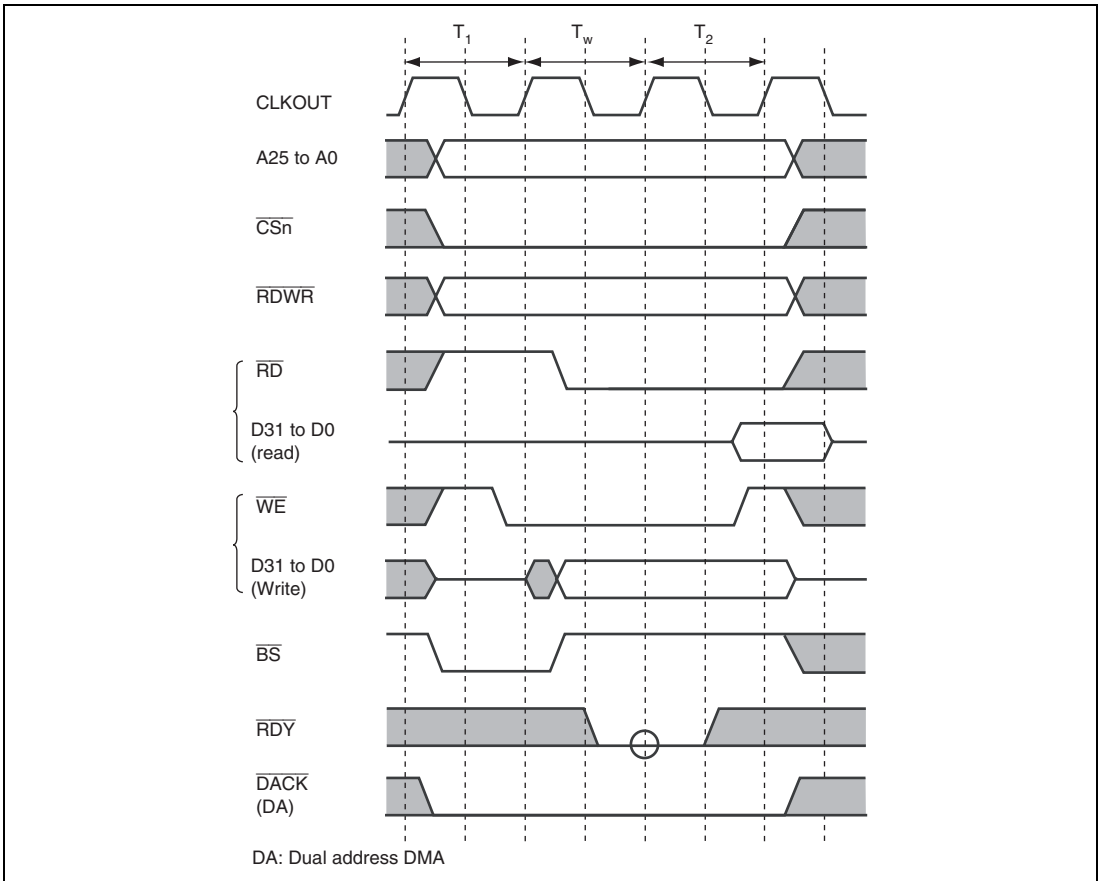 T1 Tw T2
CLKOUT
A25 to A0
CSn
RDWR
RD
D31 to D0
(read)
WE
D31 to D0
(Write)
BS
RDY
DACK
(DA)
DA: Dual address DMA